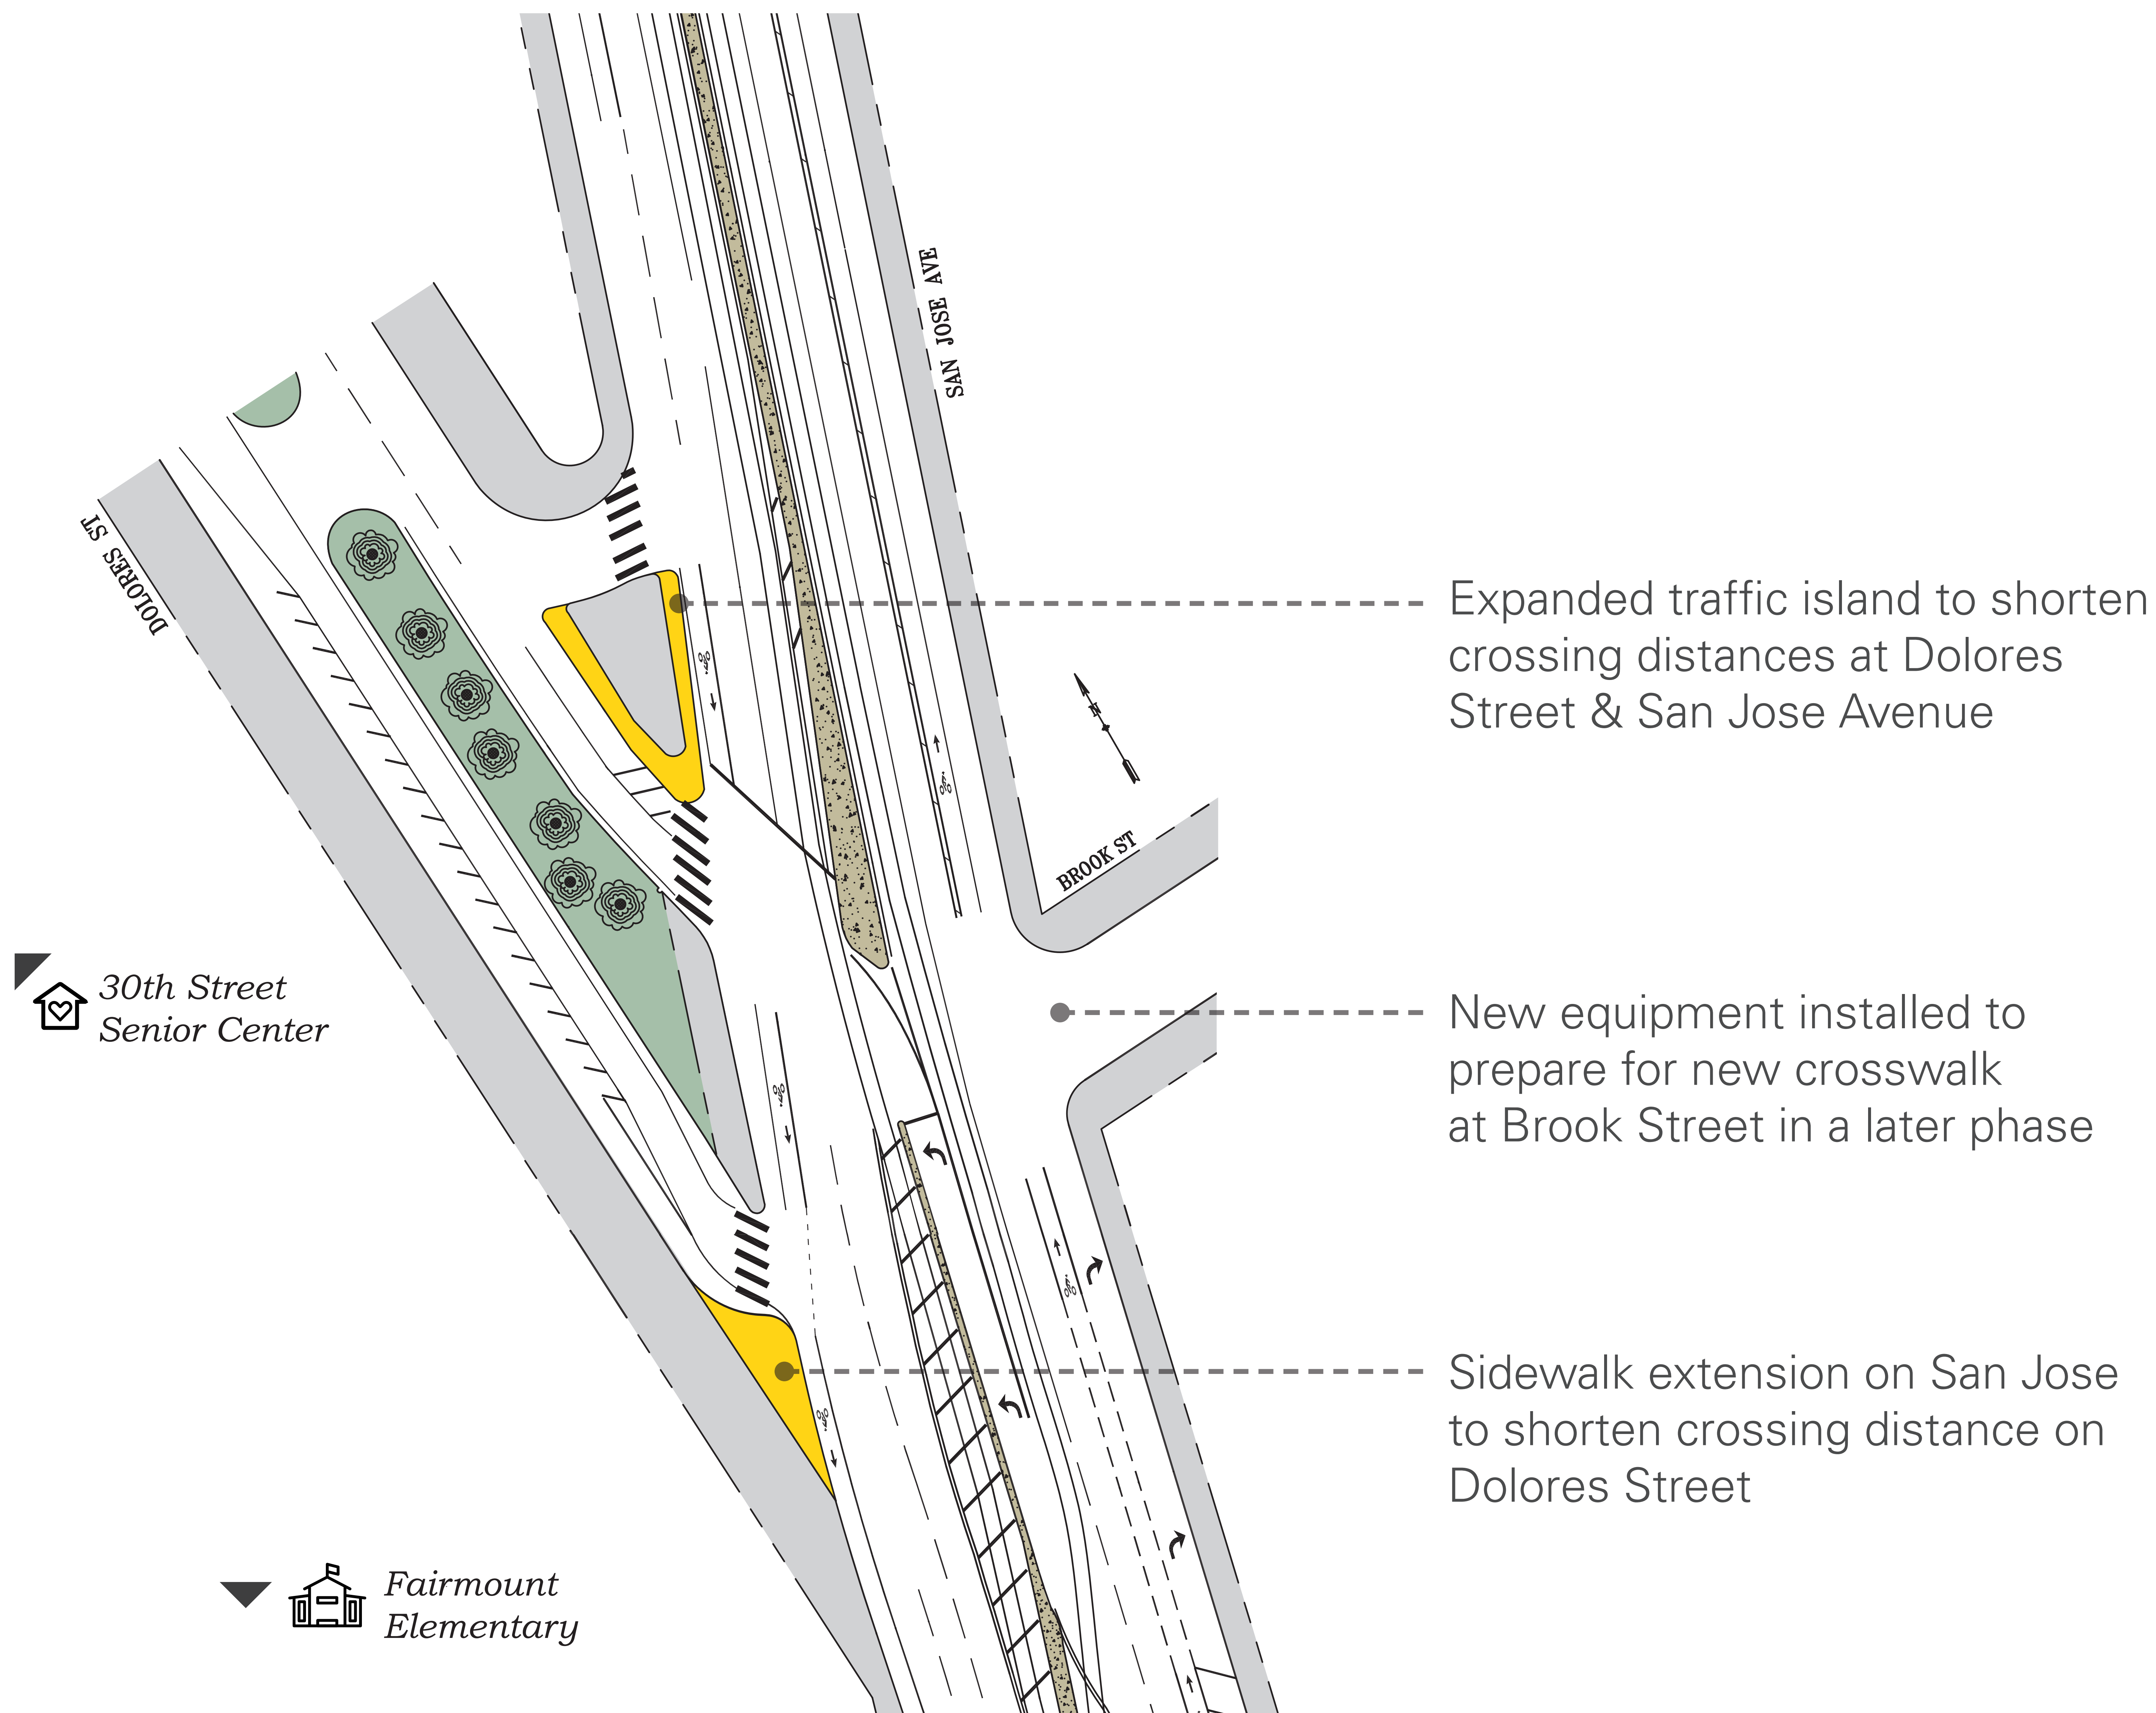 SAN JOSE AVE
DOLORES ST
Expanded traffic island to shorten
crossing distances at Dolores
Street & San Jose Avenue
N
BROOK ST
30th Street
Senior Center
New equipment installed to
prepare for new crosswalk
at Brook Street in a later phase
Sidewalk extension on San Jose
to shorten crossing distance on
Dolores Street
Fairmount
Elementary